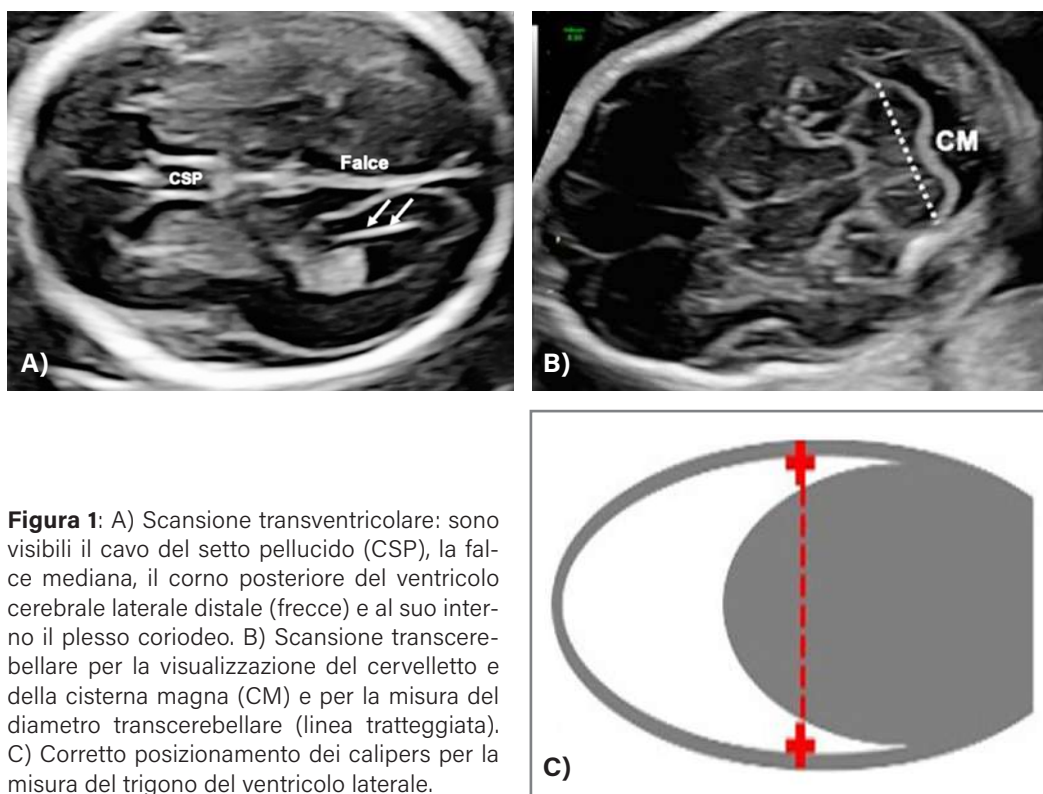 Falce
CSP
A)
CM
B)
Figura 1: A) Scansione transventricolare: sono
visibili il cavo del setto pellucido (CSP), la fal-
ce mediana, il corno posteriore del ventricolo
cerebrale laterale distale (frecce) e al suo inter-
no il plesso coriodeo. B) Scansione transcere-
bellare per la visualizzazione del cervelletto e
della cisterna magna (CM) e per la misura del
diametro transcerebellare (linea tratteggiata).
C) Corretto posizionamento dei calipers per la
misura del trigono del ventricolo laterale.
C)